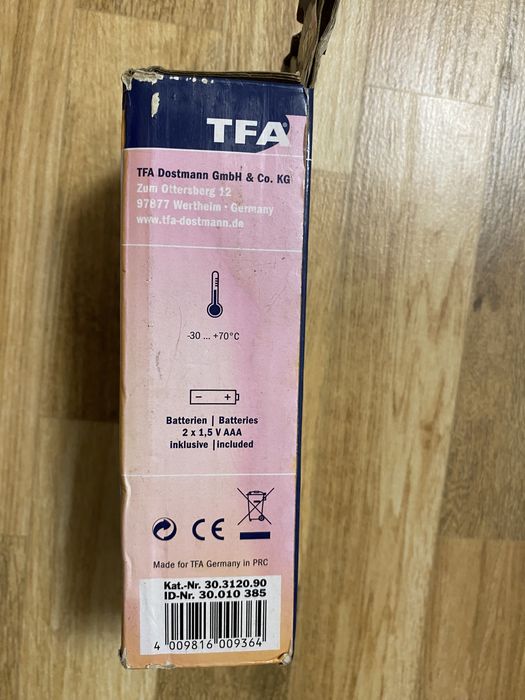 TFA®
TFA Dostmann GmbH & Co. KG
Zum Ottersberg 12
97877 Wertheim · Germany
www.tfa-dostmann.de
-30 ... +70°C
- +
Batterien | Batteries
2 x 1,5 V AAA
inklusive | included
CE
Made for TFA Germany in PRC
Kat.-Nr. 30.3120.90
ID-Nr. 30.010 385
4 009816 009364